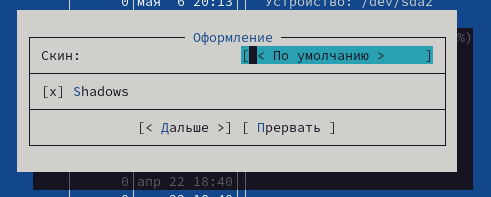 0 мая  6 20:13  Устройство: /dev/sda2
Оформление
%)
Скин: [ < По умолчанию > ]
[x] Shadows
[< Дальше >] [ Прервать ]
0 апр 22 18:40